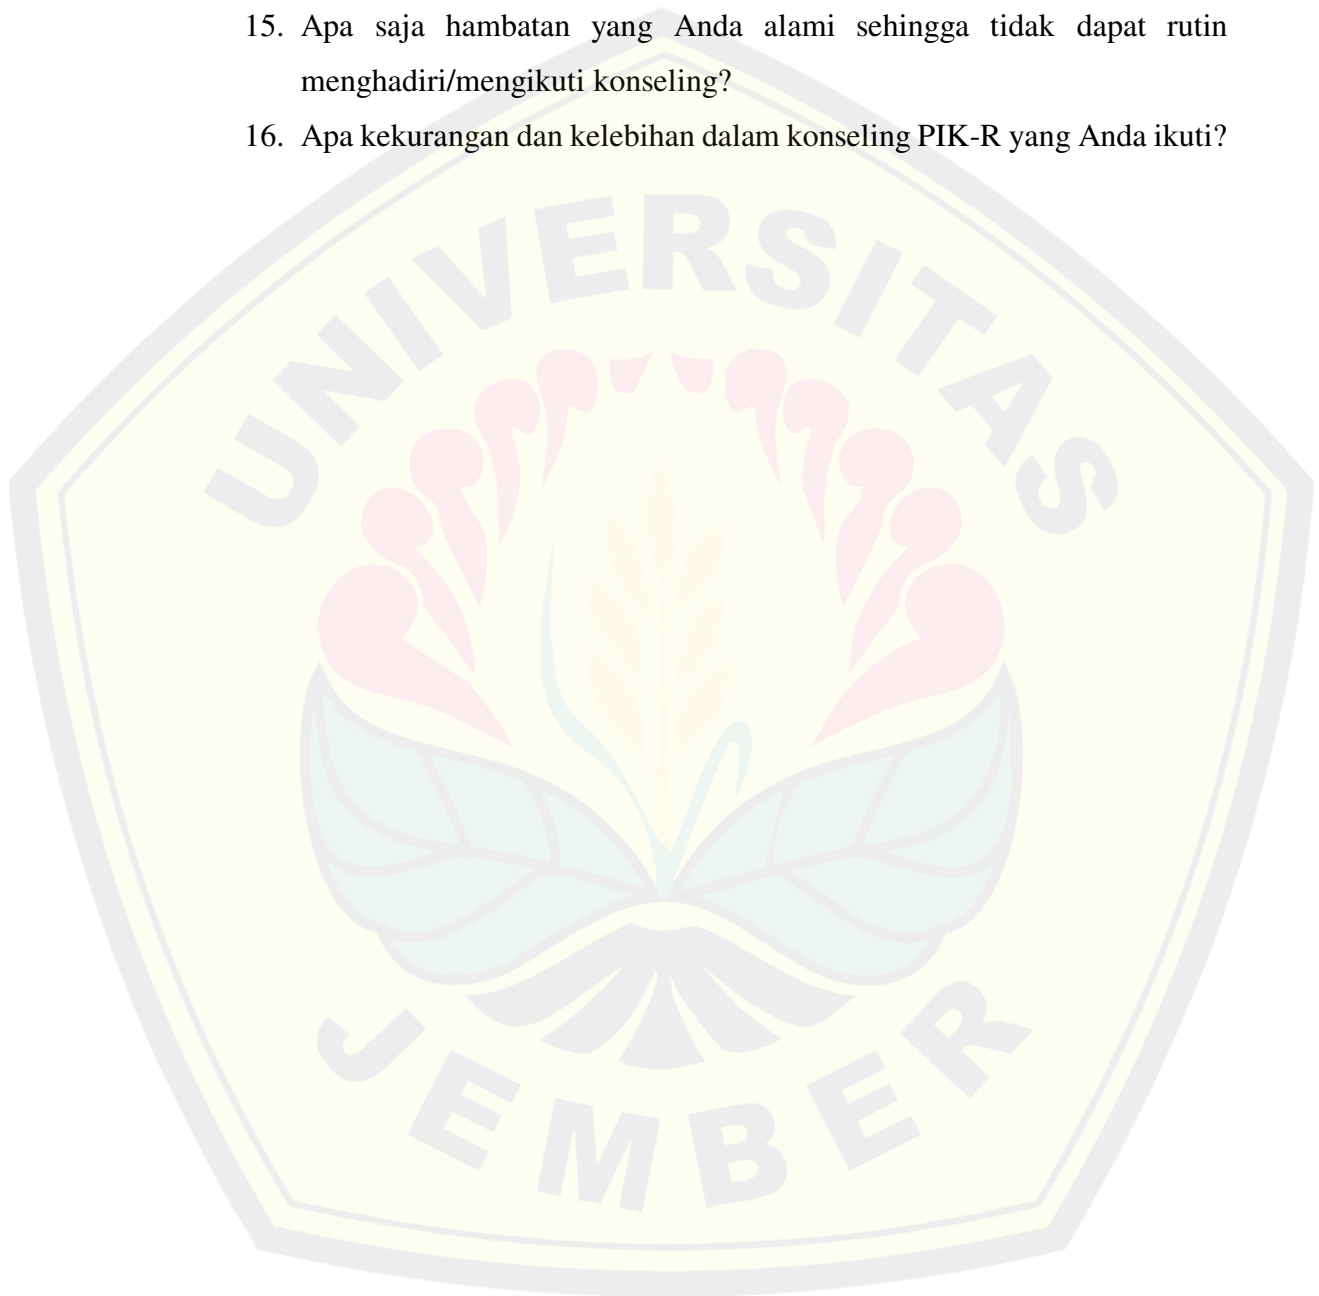 15. Apa saja hambatan yang Anda alami sehingga tidak dapat rutin
menghadiri/mengikuti konseling?
16. Apa kekurangan dan kelebihan dalam konseling PIK-R yang Anda ikuti?
UNIVERSITAS
JEMBER